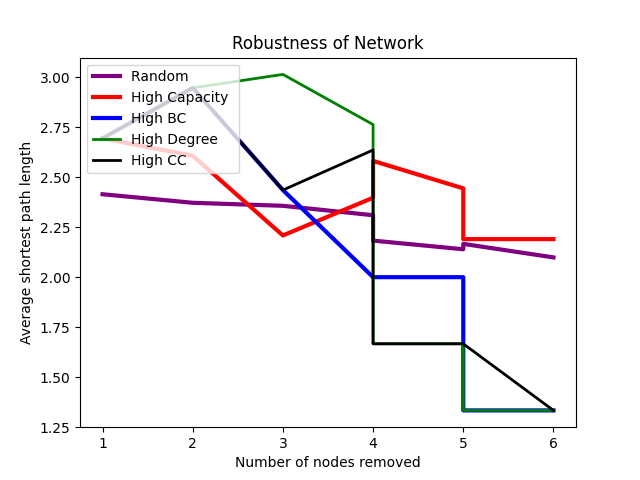 Robustness of Network
Random
High Capacity
High BC
High Degree
High CC
3.00
2.75
2.50
2.25
2.00
1.75
1.50
1.25
Average shortest path length
1 2 3 4 5 6
Number of nodes removed